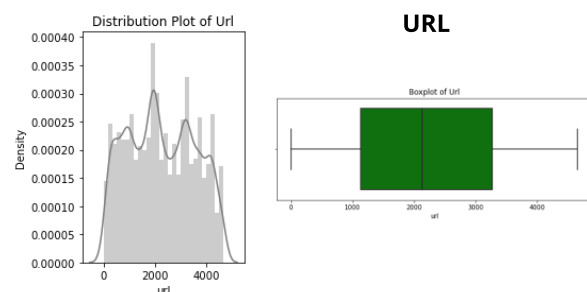 Distribution Plot of Url
0.00040
0.00035
0.00030
0.00025
0.00020
0.00015
0.00010
0.00005
0.00000
Density
0 2000 4000
url
URL
Boxplot of Url
0 1000 2000 3000 4000
url